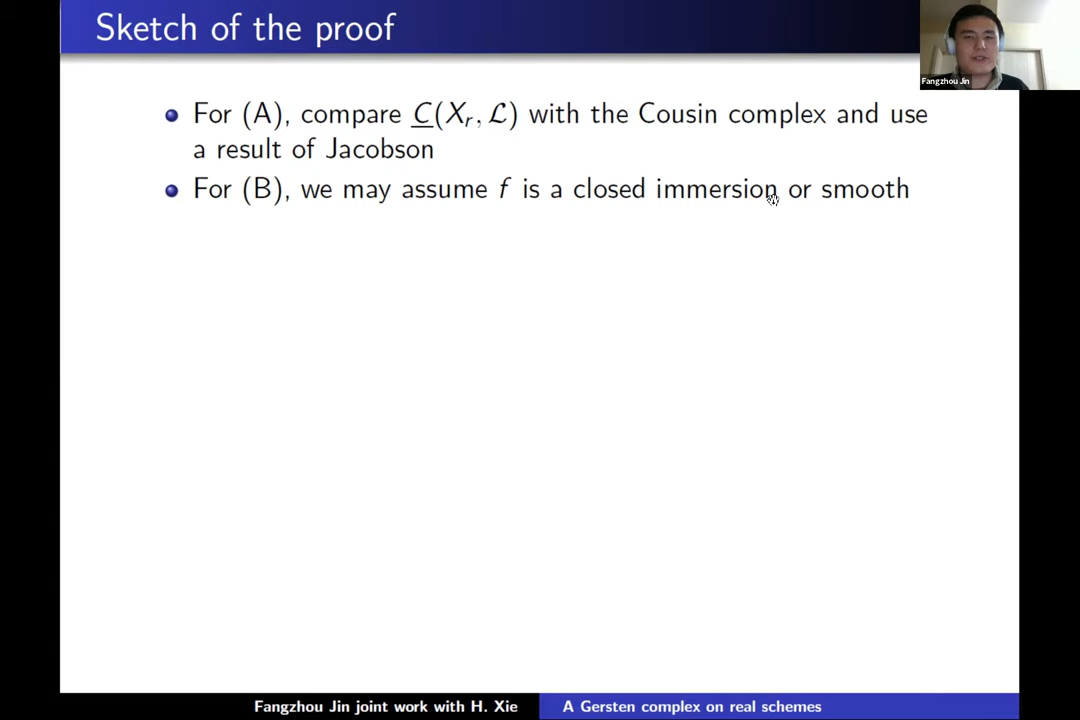 Sketch of the proof
Fangzhou Jin
For (A), compare C̲(Xᵣ, ℒ) with the Cousin complex and use
a result of Jacobson
For (B), we may assume f is a closed immersion or smooth
Fangzhou Jin joint work with H. Xie
A Gersten complex on real schemes